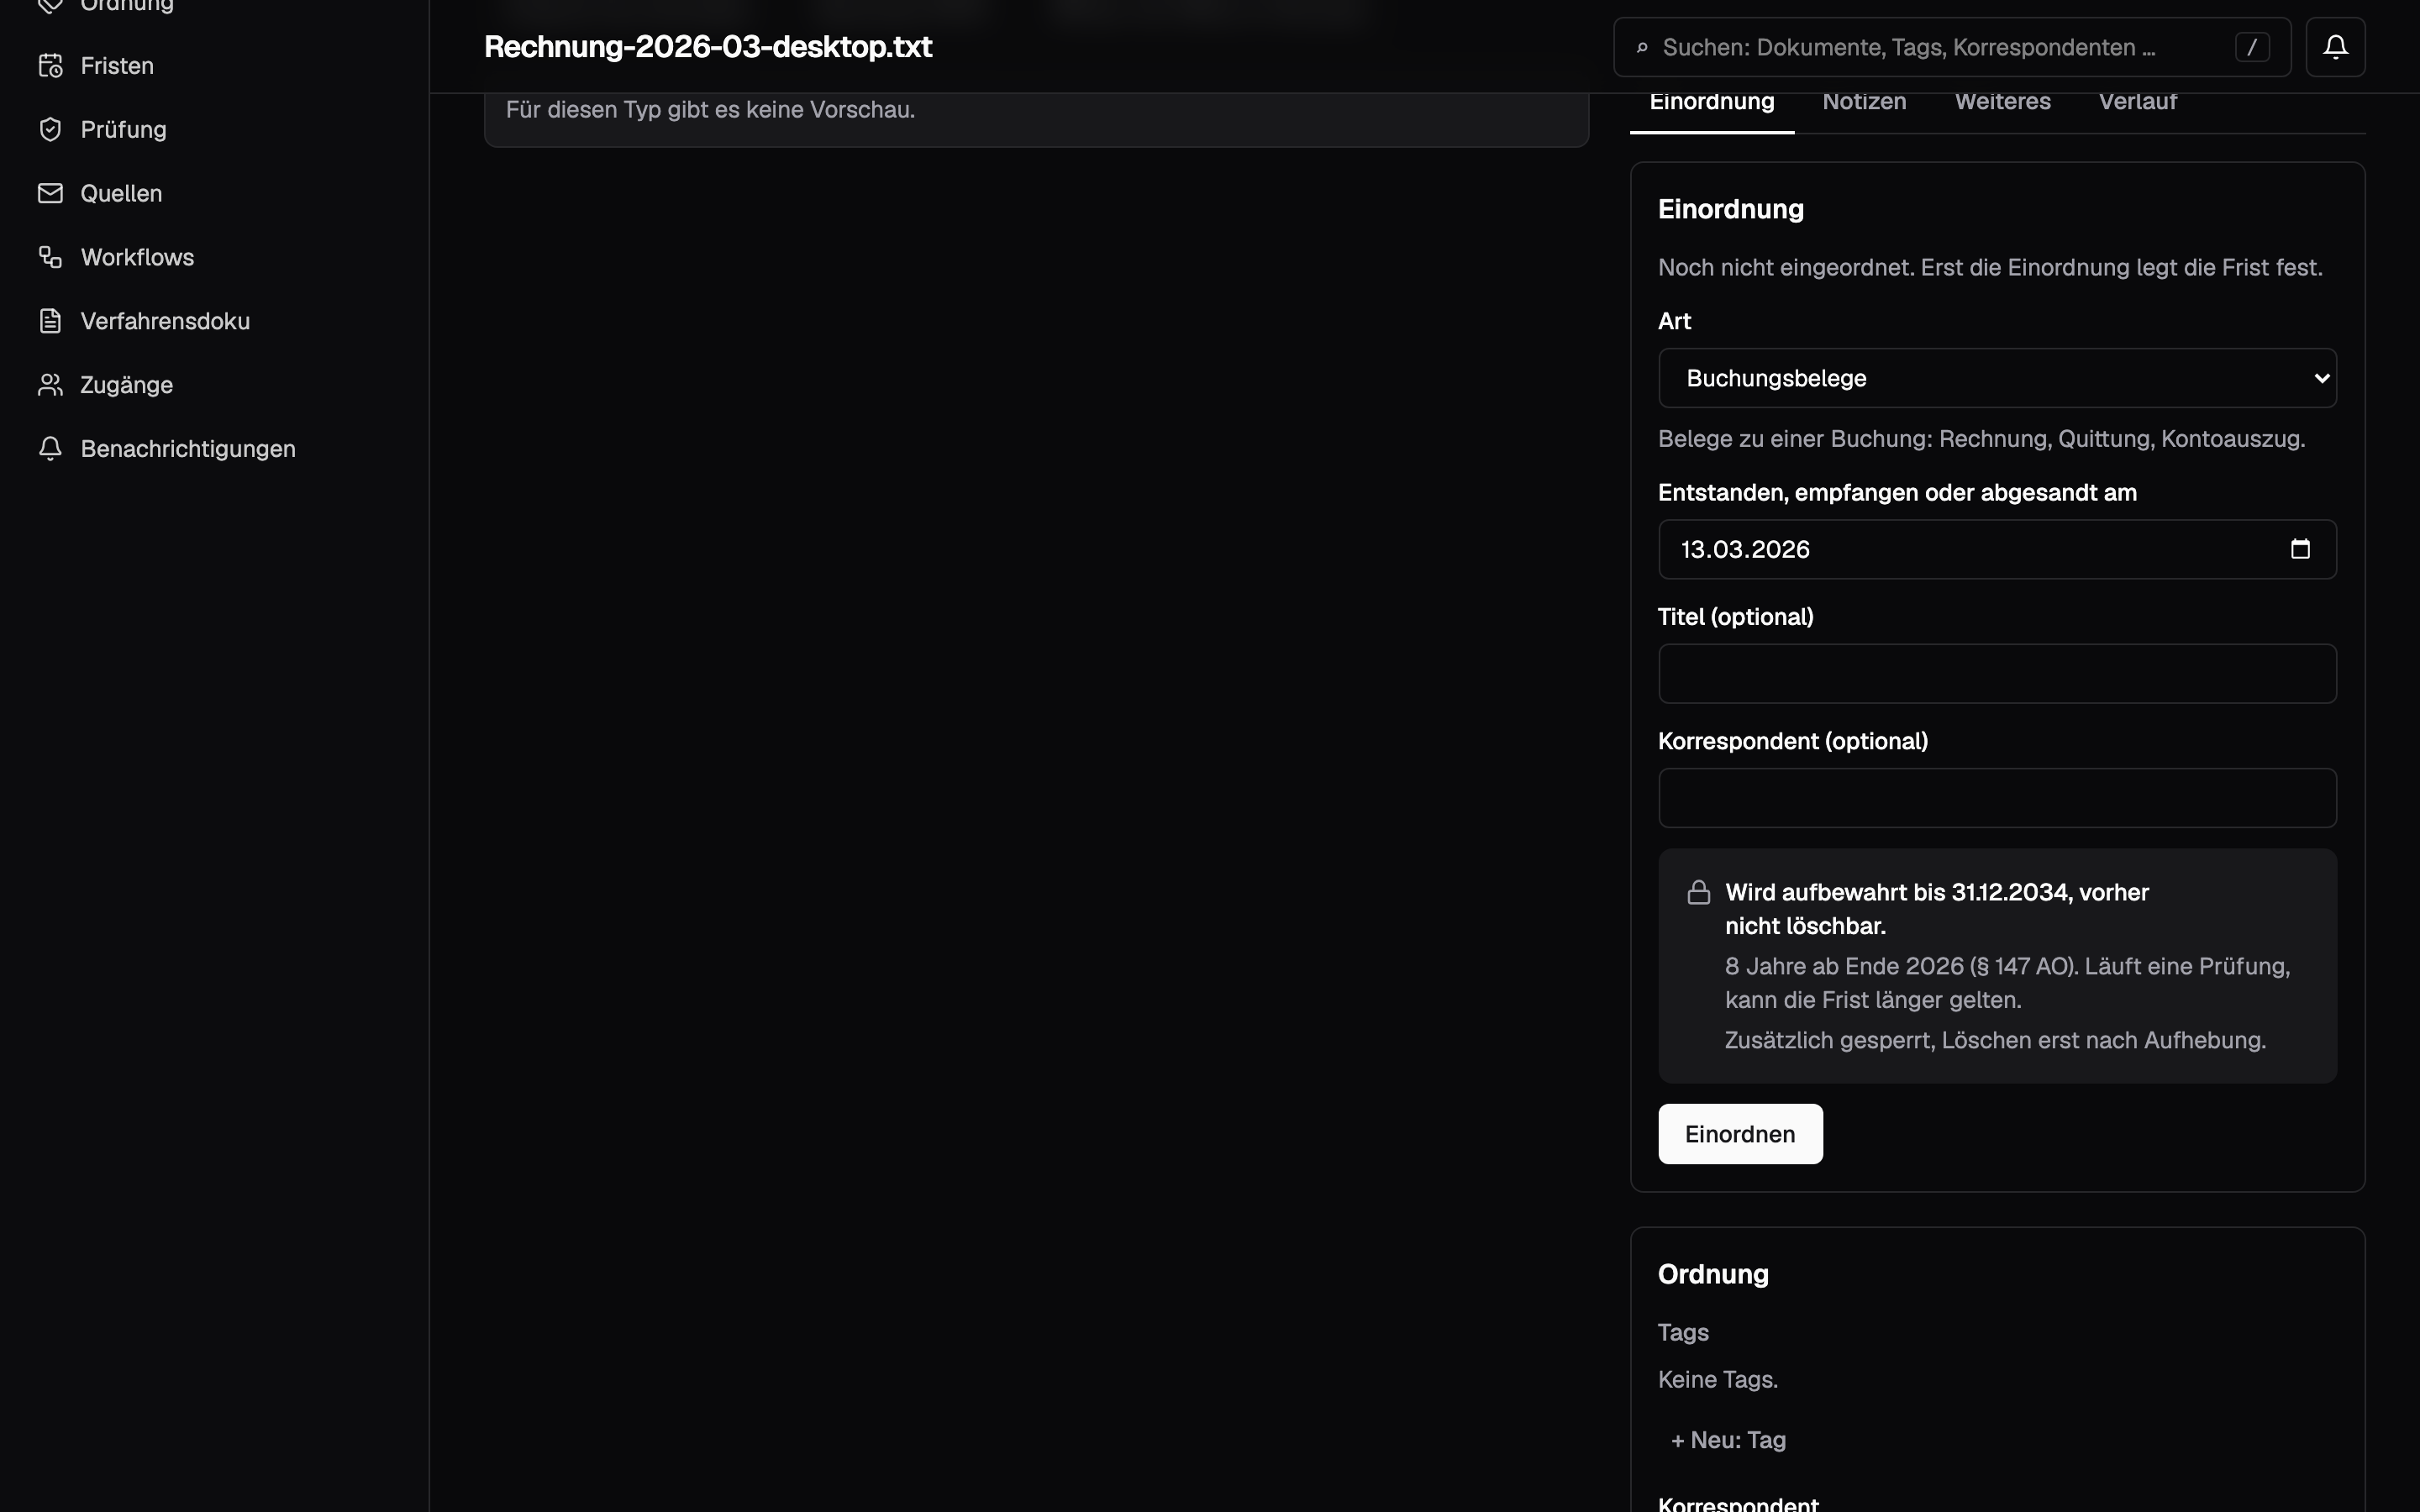 Ordnung
Fristen
Prüfung
Quellen
Workflows
Verfahrensdoku
Zugänge
Benachrichtigungen
Rechnung-2026-03-desktop.txt
Suchen: Dokumente, Tags, Korrespondenten …
/
Für diesen Typ gibt es keine Vorschau.
Einordnung
Notizen
Weiteres
Verlauf
Einordnung
Noch nicht eingeordnet. Erst die Einordnung legt die Frist fest.
Art
Buchungsbelege
Belege zu einer Buchung: Rechnung, Quittung, Kontoauszug.
Entstanden, empfangen oder abgesandt am
13.03.2026
Titel (optional)
Korrespondent (optional)
Wird aufbewahrt bis 31.12.2034, vorher
nicht löschbar.
8 Jahre ab Ende 2026 (§ 147 AO). Läuft eine Prüfung,
kann die Frist länger gelten.
Zusätzlich gesperrt, Löschen erst nach Aufhebung.
Einordnen
Ordnung
Tags
Keine Tags.
+ Neu: Tag
Korrespondent